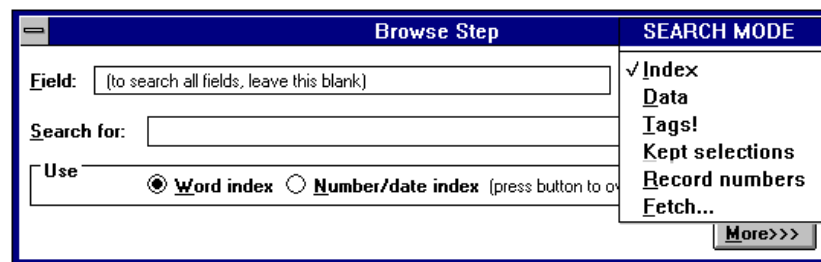 Browse Step
SEARCH MODE
Field: (to search all fields, leave this blank)
√ Index
Data
Search for:
Tags!
Kept selections
Use
Word index Number/date index (press button to
Record numbers
Fetch...
More>>>